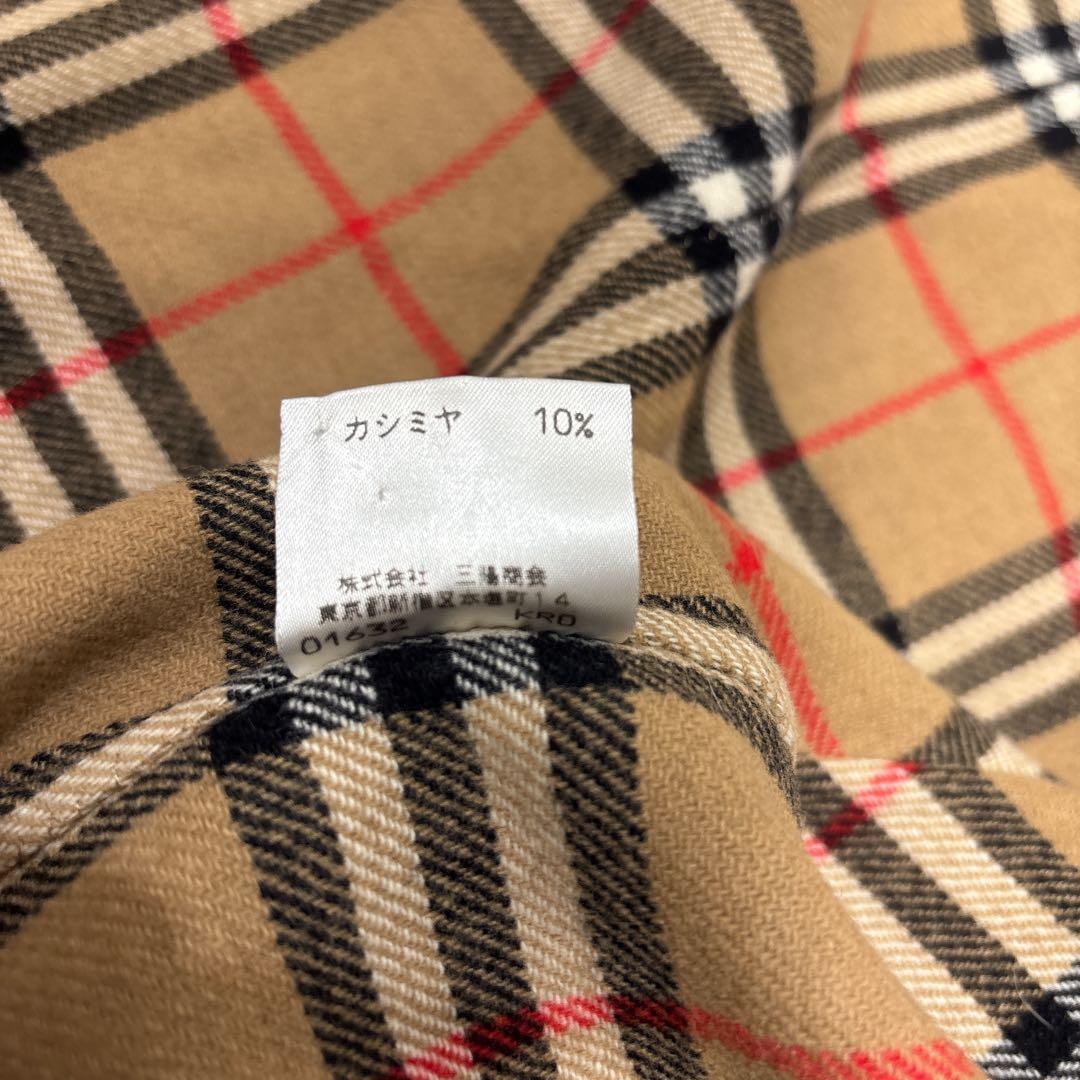 カシミヤ 10%
株式会社 三陽商会
東京都新宿区本塩町14
01632 KRD